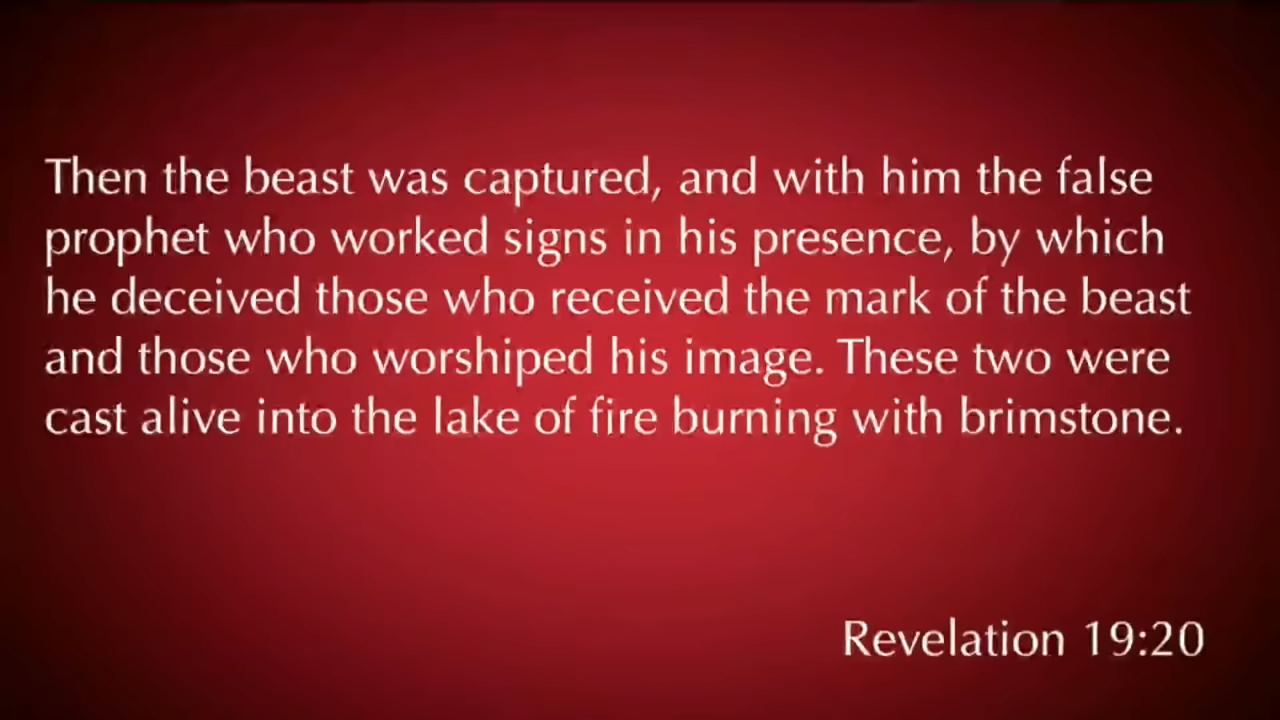 Then the beast was captured, and with him the false
prophet who worked signs in his presence, by which
he deceived those who received the mark of the beast
and those who worshiped his image. These two were
cast alive into the lake of fire burning with brimstone.
Revelation 19:20